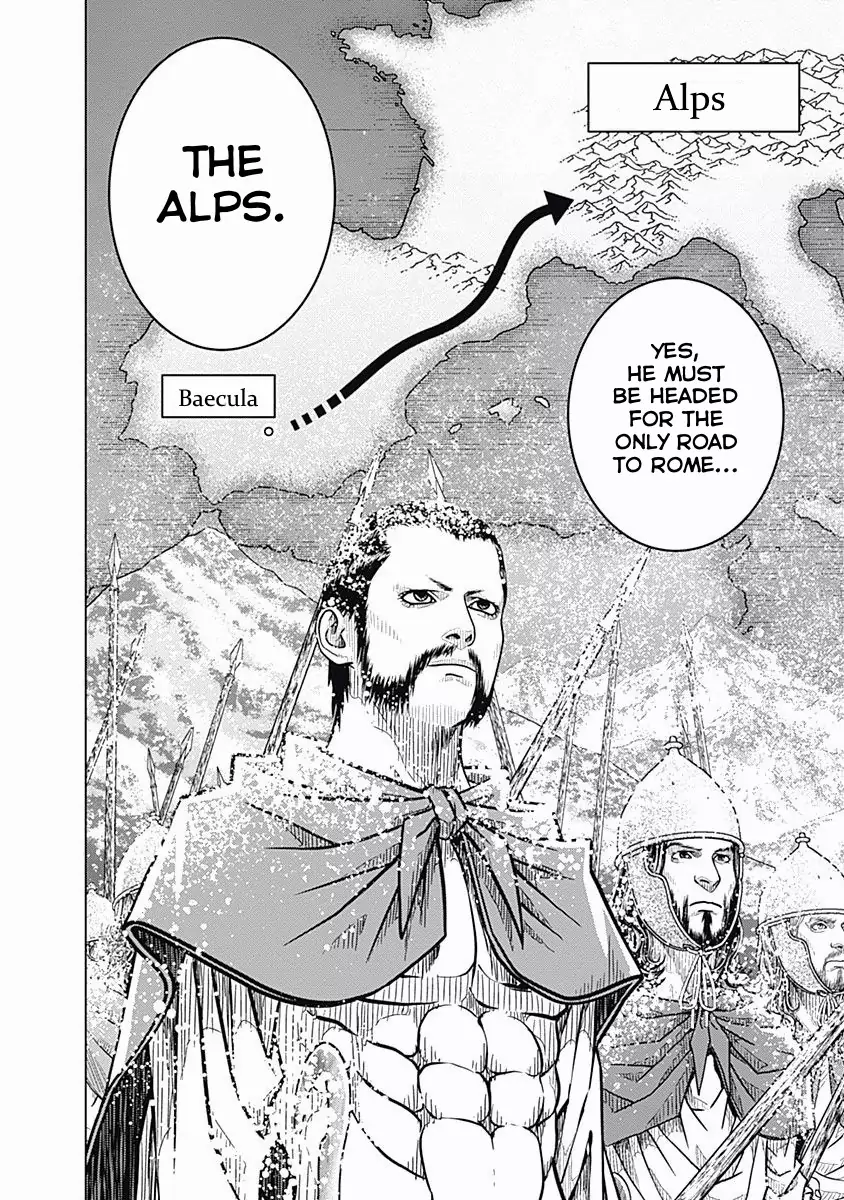 Alps
THE
ALPS.
YES,
HE MUST
BE HEADED
FOR THE
ONLY ROAD
TO ROME...
Baecula